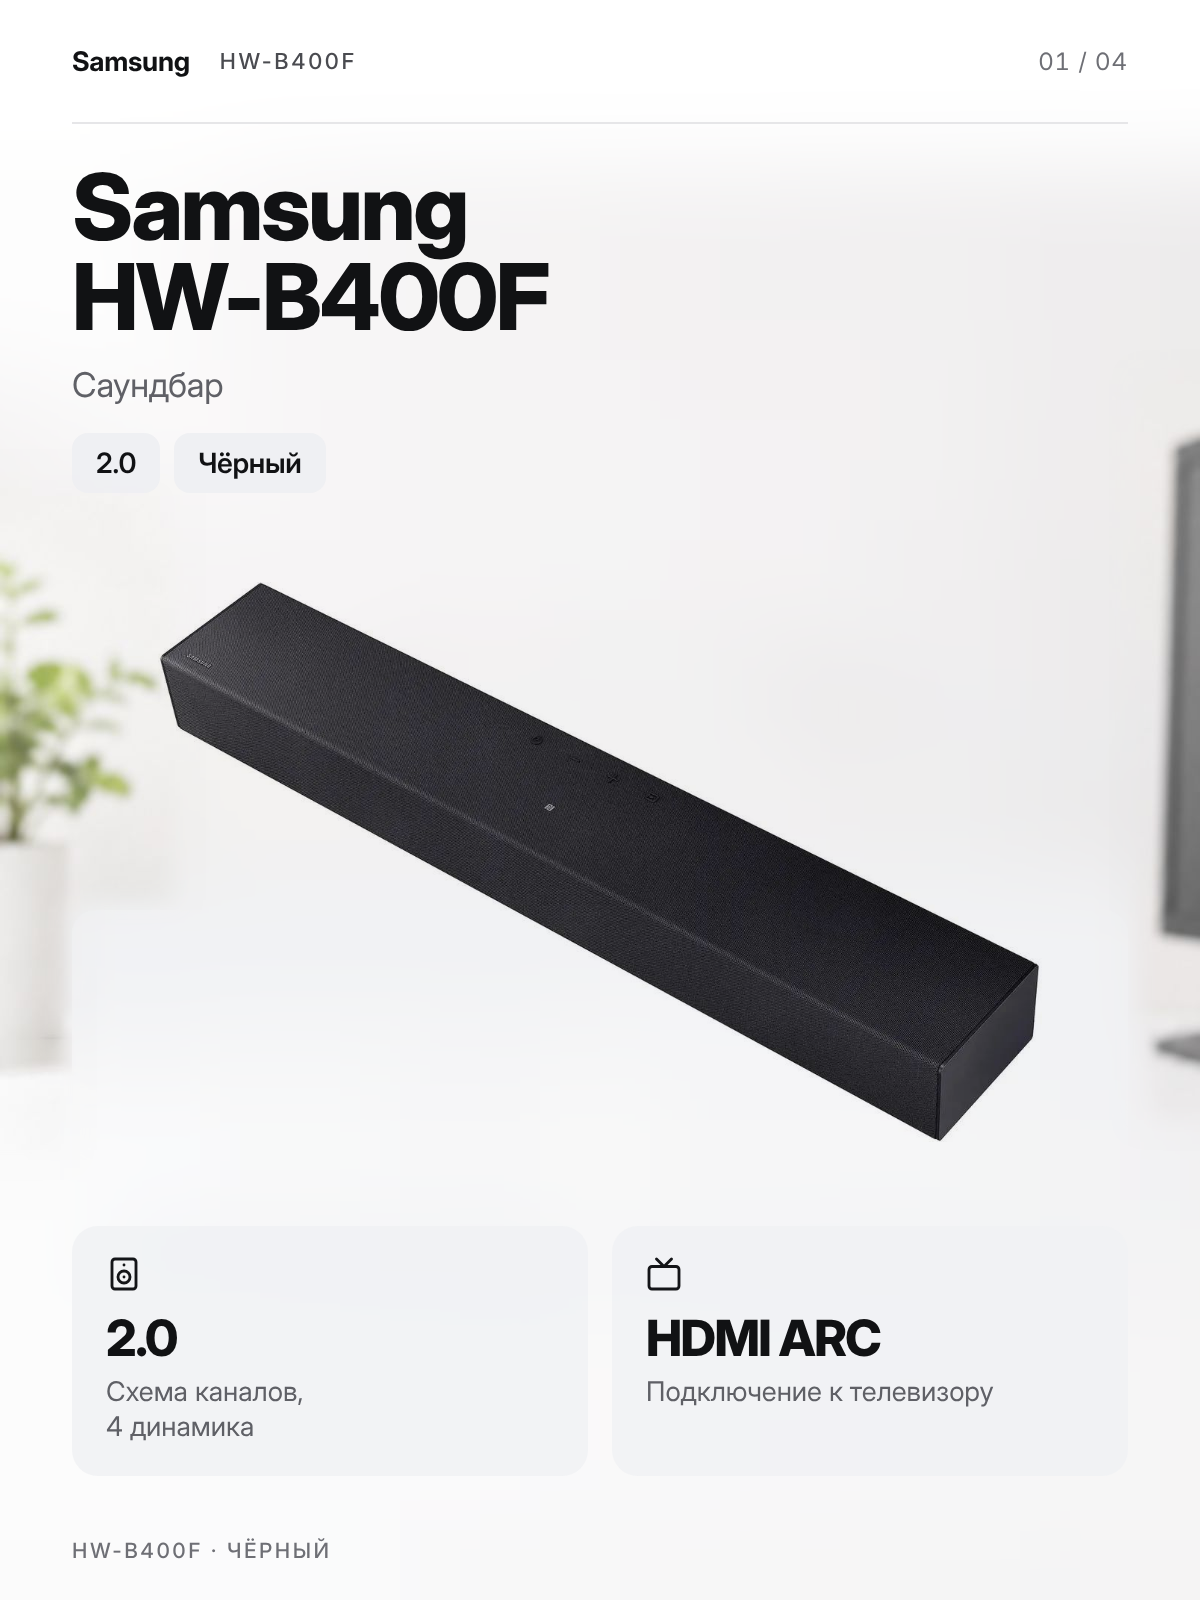 Samsung HW-B400F 01 / 04
Samsung
HW-B400F
Саундбар
2.0 Чёрный
SAMSUNG
2.0
Схема каналов,
4 динамика
HDMI ARC
Подключение к телевизору
HW-B400F · ЧЁРНЫЙ